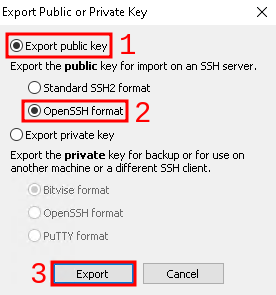 Export Public or Private Key
Export public key 1
Export the public key for import on an SSH server.
Standard SSH2 format
OpenSSH format 2
Export private key
Export the private key for backup or for use on
another machine or a different SSH client.
Bitvise format
OpenSSH format
PuTTY format
3 Export Cancel